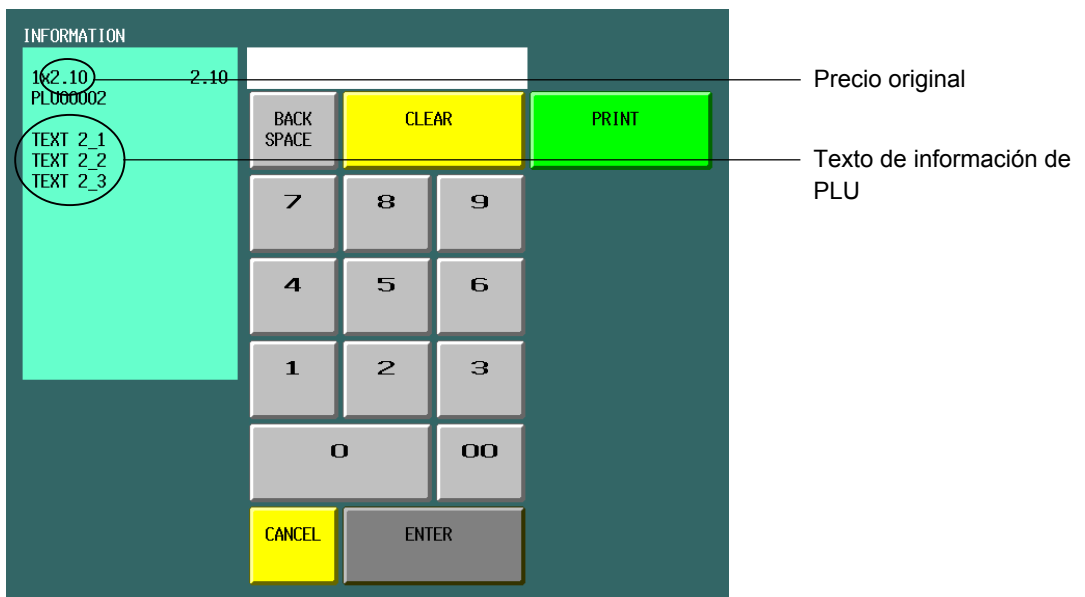 INFORMATION
1x2.10 2.10
PLU00002
TEXT 2_1
TEXT 2_2
TEXT 2_3
BACK SPACE
CLEAR
PRINT
7 8 9
4 5 6
1 2 3
0 00
CANCEL
ENTER
Precio original
Texto de información de
PLU